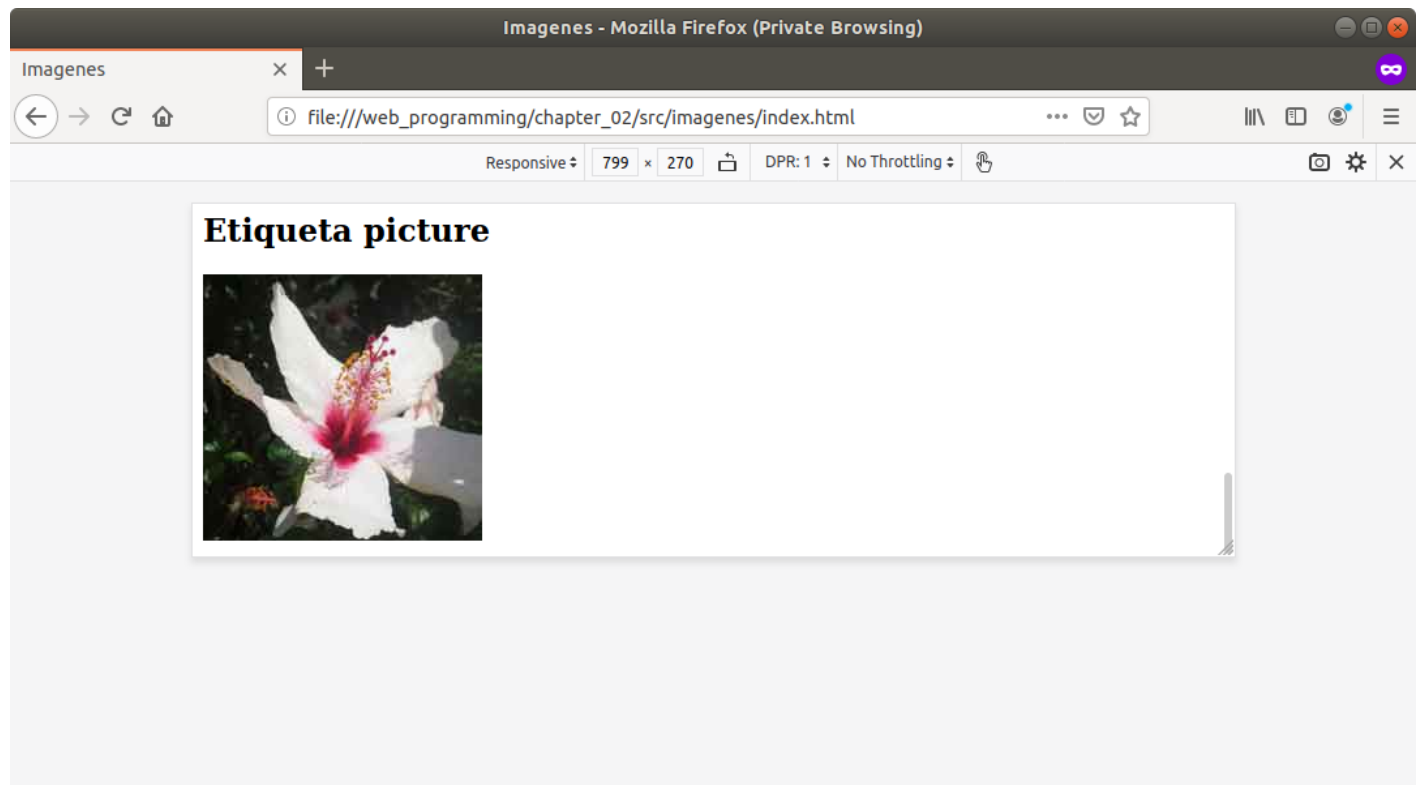 Imagenes - Mozilla Firefox (Private Browsing)
Imagenes
file:///web_programming/chapter_02/src/imagenes/index.html
Responsive 799 × 270 DPR: 1 No Throttling
Etiqueta picture